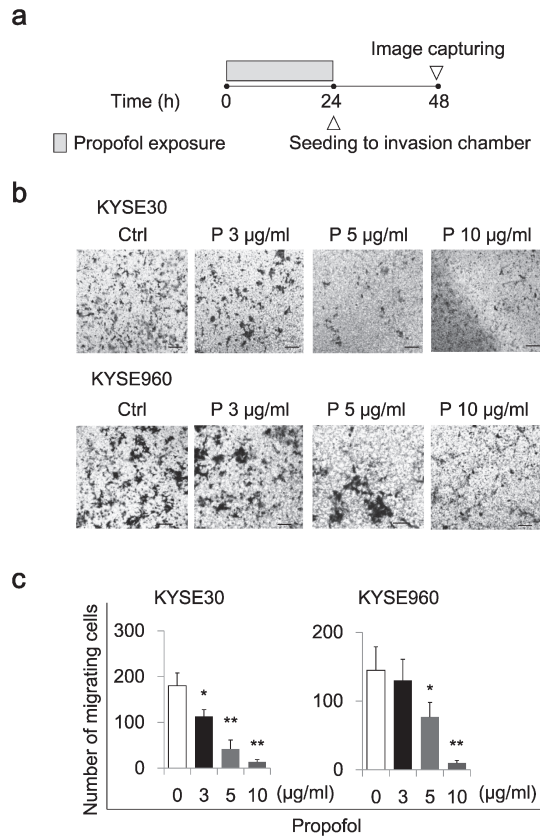 a
Image capturing
Time (h) 0 24 48
Propofol exposure Seeding to invasion chamber
b
KYSE30
Ctrl P 3 µg/ml P 5 µg/ml P 10 µg/ml
KYSE960
Ctrl P 3 µg/ml P 5 µg/ml P 10 µg/ml
c
KYSE30 KYSE960
Number of migrating cells
300
200
100
0
* ** **
0 3 5 10 (µg/ml)
200
100
0
* **
0 3 5 10 (µg/ml)
Propofol